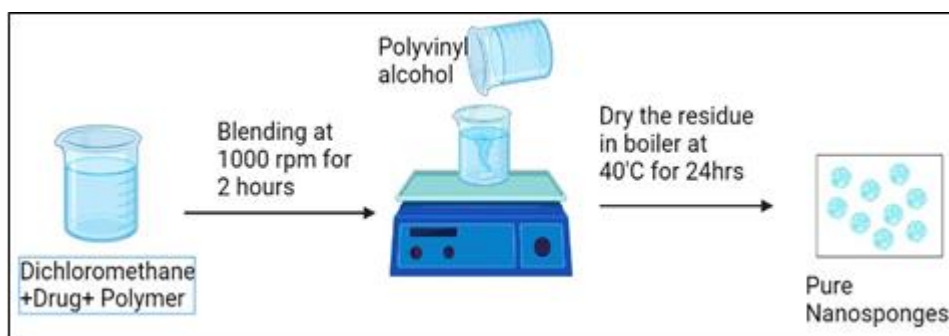 Dichloromethane
+Drug+ Polymer
Blending at
1000 rpm for
2 hours
Polyvinyl
alcohol
Dry the residue
in boiler at
40'C for 24hrs
Pure
Nanosponges